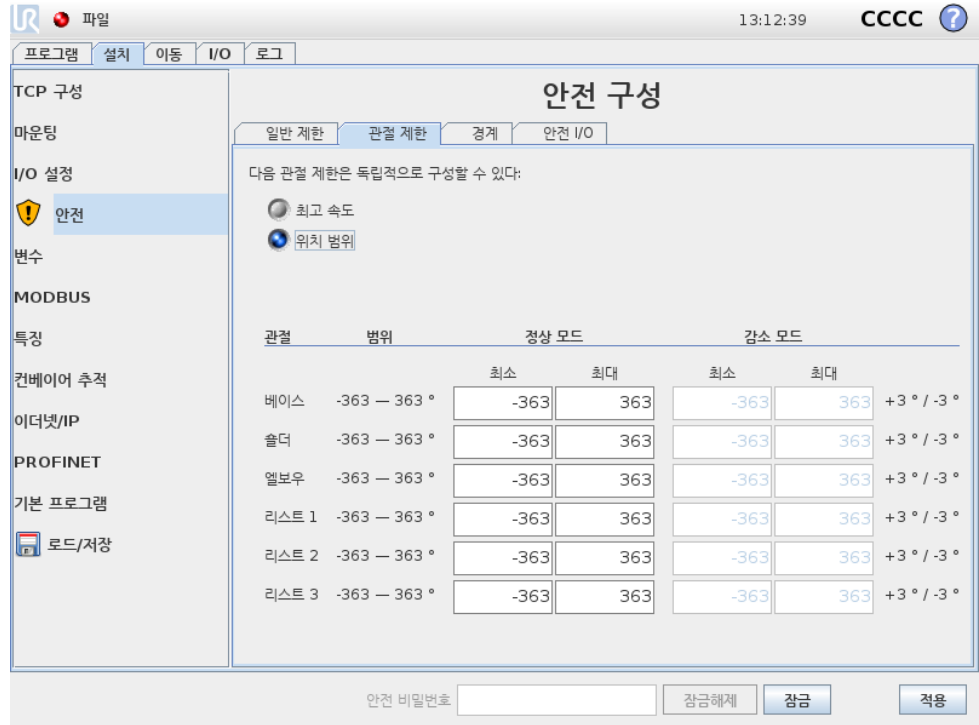 UR 파일 13:12:39 CCCC ?
프로그램 설치 이동 I/O 로그
TCP 구성
마운팅
I/O 설정
안전
변수
MODBUS
특징
컨베이어 추적
이더넷/IP
PROFINET
기본 프로그램
로드/저장
안전 구성
일반 제한 관절 제한 경계 안전 I/O
다음 관절 제한은 독립적으로 구성할 수 있다:
최고 속도
위치 범위
관절 범위 정상 모드 감소 모드
최소 최대 최소 최대
베이스 -363 — 363 ° -363 363 -363 363 +3 ° / -3 °
숄더 -363 — 363 ° -363 363 -363 363 +3 ° / -3 °
엘보우 -363 — 363 ° -363 363 -363 363 +3 ° / -3 °
리스트 1 -363 — 363 ° -363 363 -363 363 +3 ° / -3 °
리스트 2 -363 — 363 ° -363 363 -363 363 +3 ° / -3 °
리스트 3 -363 — 363 ° -363 363 -363 363 +3 ° / -3 °
안전 비밀번호 잠금해제 잠금 적용